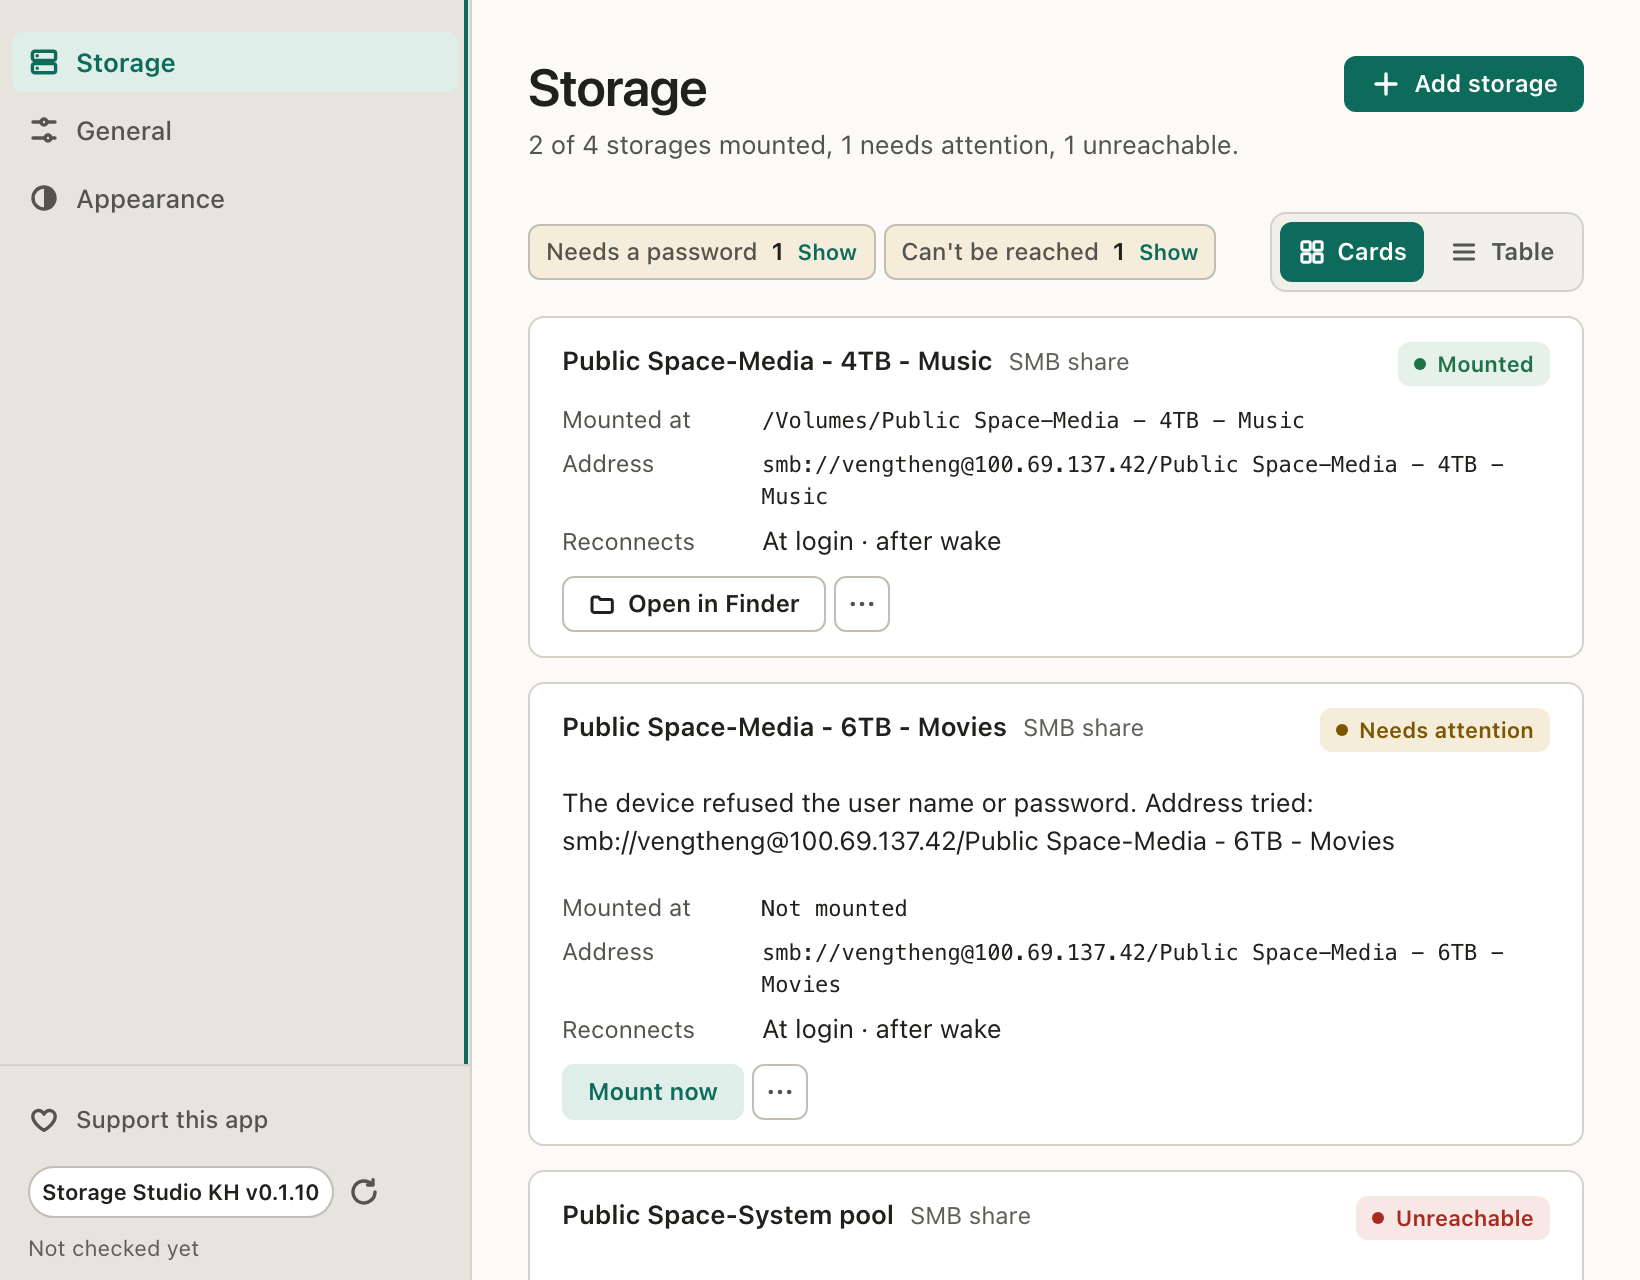 Storage
General
Appearance
Support this app
Storage Studio KH v0.1.10
Not checked yet
Storage
Add storage
2 of 4 storages mounted, 1 needs attention, 1 unreachable.
Needs a password 1 Show
Can't be reached 1 Show
Cards
Table
Public Space-Media - 4TB - Music SMB share
Mounted
Mounted at /Volumes/Public Space-Media - 4TB - Music
Address smb://vengtheng@100.69.137.42/Public Space-Media - 4TB -
Music
Reconnects At login · after wake
Open in Finder
Public Space-Media - 6TB - Movies SMB share
Needs attention
The device refused the user name or password. Address tried:
smb://vengtheng@100.69.137.42/Public Space-Media - 6TB - Movies
Mounted at Not mounted
Address smb://vengtheng@100.69.137.42/Public Space-Media - 6TB -
Movies
Reconnects At login · after wake
Mount now
Public Space-System pool SMB share
Unreachable